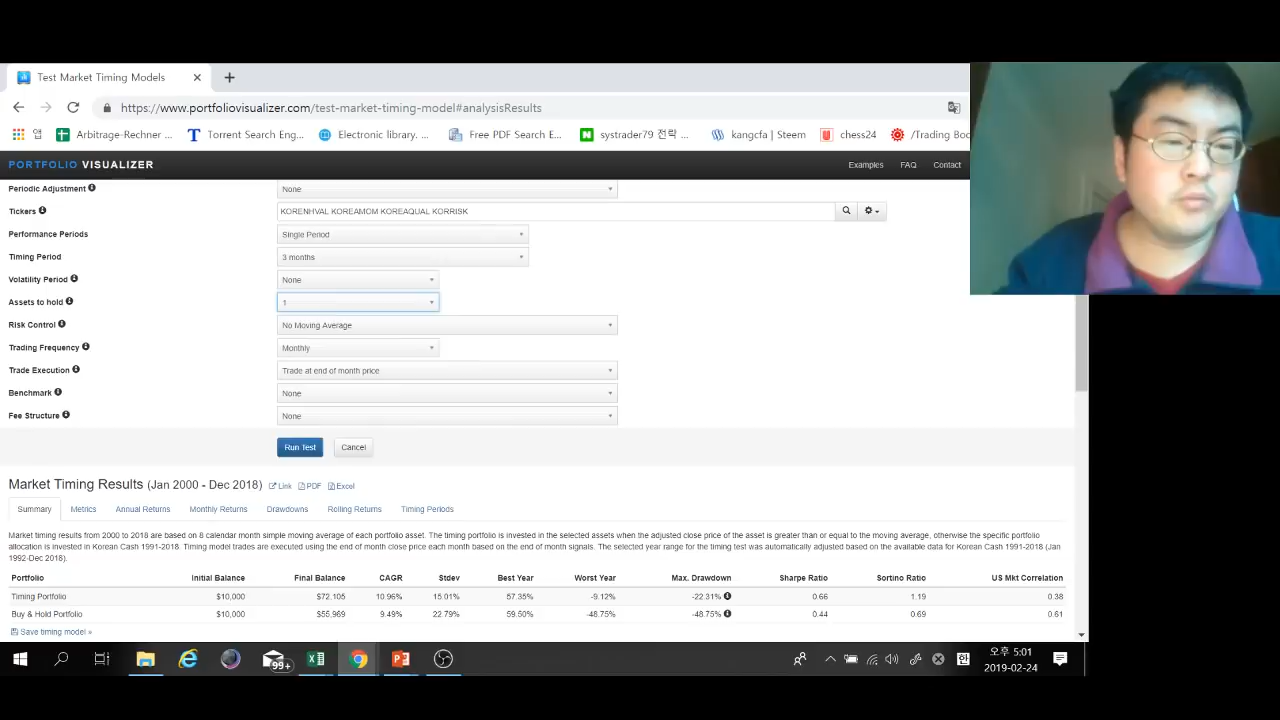 Test Market Timing Models
https://www.portfoliovisualizer.com/test-market-timing-model#analysisResults
앱 Arbitrage-Rechner ... Torrent Search Eng... Electronic library. ... Free PDF Search E... systrader79 전략 ... kangcfa | Steem chess24 /Trading Boo
PORTFOLIO VISUALIZER Examples FAQ Contact
Periodic Adjustment None
Tickers KORENHVAL KOREAMOM KOREAQUAL KORRISK
Performance Periods Single Period
Timing Period 3 months
Volatility Period None
Assets to hold 1
Risk Control No Moving Average
Trading Frequency Monthly
Trade Execution Trade at end of month price
Benchmark None
Fee Structure None
Run Test Cancel
Market Timing Results (Jan 2000 - Dec 2018) Link PDF Excel
Summary Metrics Annual Returns Monthly Returns Drawdowns Rolling Returns Timing Periods
Market timing results from 2000 to 2018 are based on 8 calendar month simple moving average of each portfolio asset. The timing portfolio is invested in the selected assets when the adjusted close price of the asset is greater than or equal to the moving average, otherwise the specific portfolio
allocation is invested in Korean Cash 1991-2018. Timing model trades are executed using the end of month close price each month based on the end of month signals. The selected year range for the timing test was automatically adjusted based on the available data for Korean Cash 1991-2018 (Jan
1992-Dec 2018).
Portfolio Initial Balance Final Balance CAGR Stdev Best Year Worst Year Max. Drawdown Sharpe Ratio Sortino Ratio US Mkt Correlation
Timing Portfolio $10,000 $72,105 10.96% 15.01% 57.35% -9.12% -22.31% 0.66 1.19 0.38
Buy & Hold Portfolio $10,000 $55,969 9.49% 22.79% 59.50% -48.75% -48.75% 0.44 0.69 0.61
Save timing model »
99+ 한 오후 5:01
2019-02-24